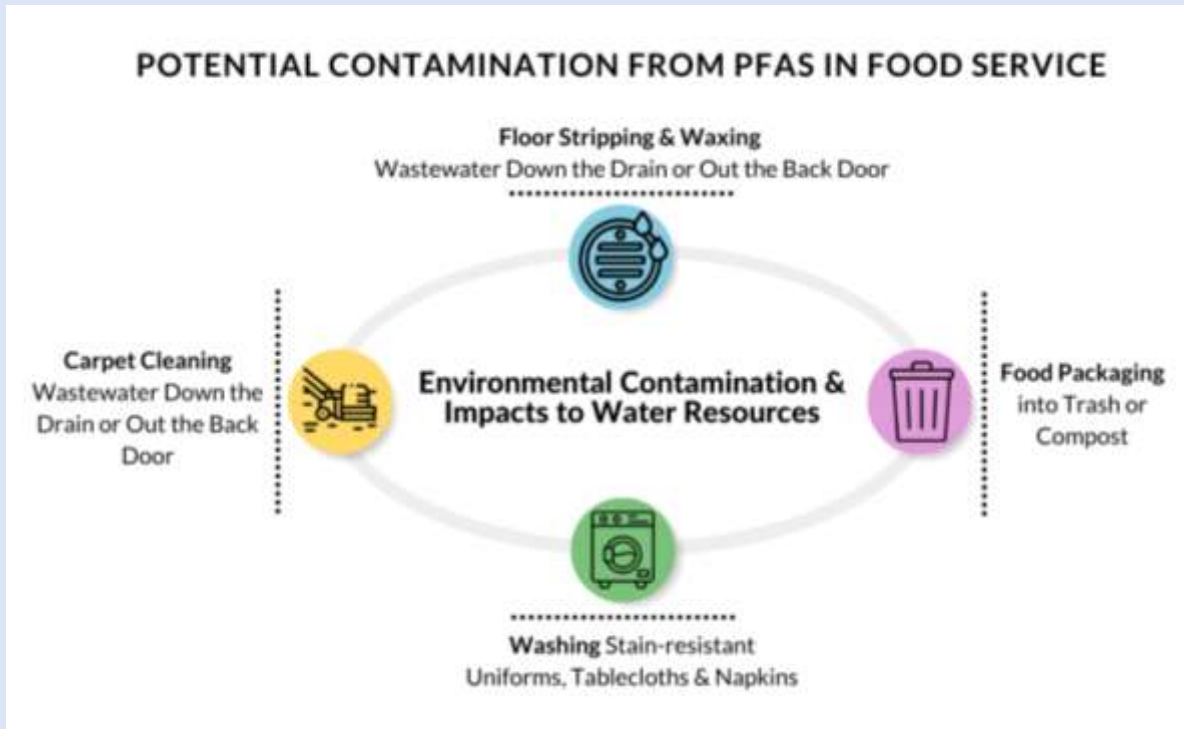 POTENTIAL CONTAMINATION FROM PFAS IN FOOD SERVICE
Floor Stripping & Waxing
Wastewater Down the Drain or Out the Back Door
Carpet Cleaning
Wastewater Down the
Drain or Out the Back
Door
Environmental Contamination &
Impacts to Water Resources
Food Packaging
into Trash or
Compost
Washing Stain-resistant
Uniforms, Tablecloths & Napkins